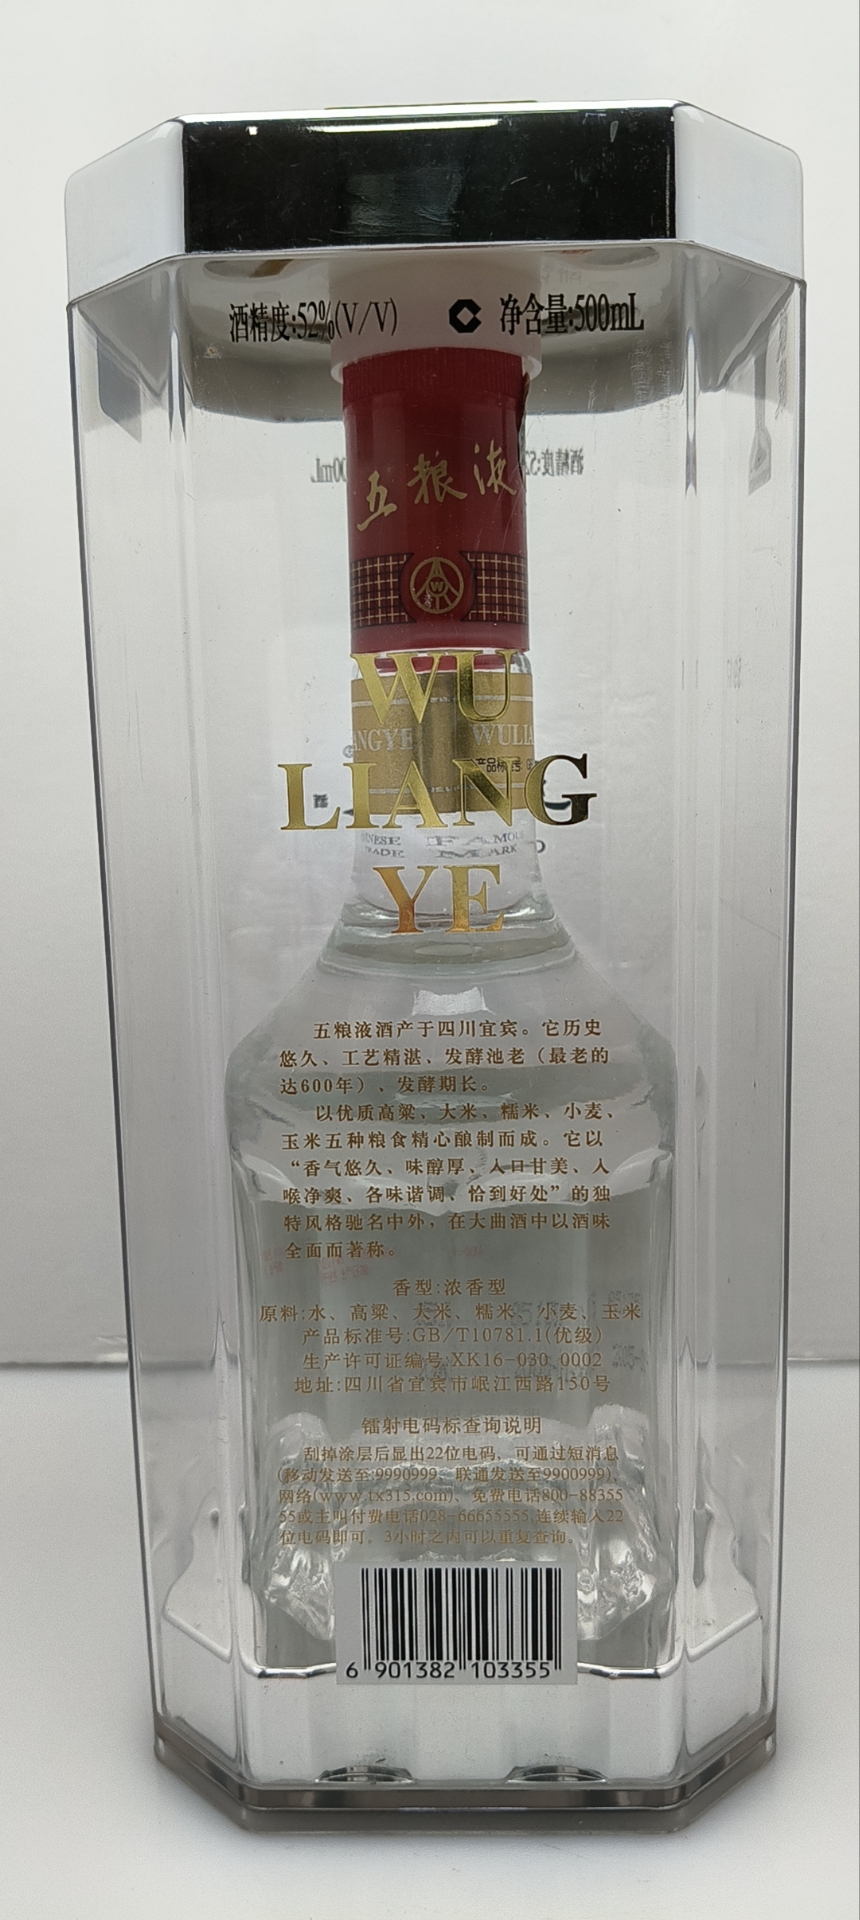 酒精度:52%(V/V) 净含量:500mL
五粮液
W
WU
ANGYE WULIA
产品标
LIANG
YE
五粮液酒产于四川宜宾。它历史
悠久、工艺精湛、发酵池老（最老的
达600年）、发酵期长。
以优质高粱、大米、糯米、小麦、
玉米五种粮食精心酿制而成。它以
“香气悠久、味醇厚、入口甘美、入
喉净爽、各味谐调、恰到好处”的独
特风格驰名中外，在大曲酒中以酒味
全面而著称。
香型:浓香型
原料:水、高粱、大米、糯米、小麦、玉米
产品标准号:GB/T10781.1(优级)
生产许可证编号:XK16-030 0002
地址:四川省宜宾市岷江西路150号
镭射电码标查询说明
刮掉涂层后显出22位电码，可通过短消息
(移动发送至9990999、联通发送至9900999)、
网络(www.tx315.com)、免费电话800-88355
55或主叫付费电话028-66655555,连续输入22
位电码即可。3小时之内可以重复查询。
6 901382 103355